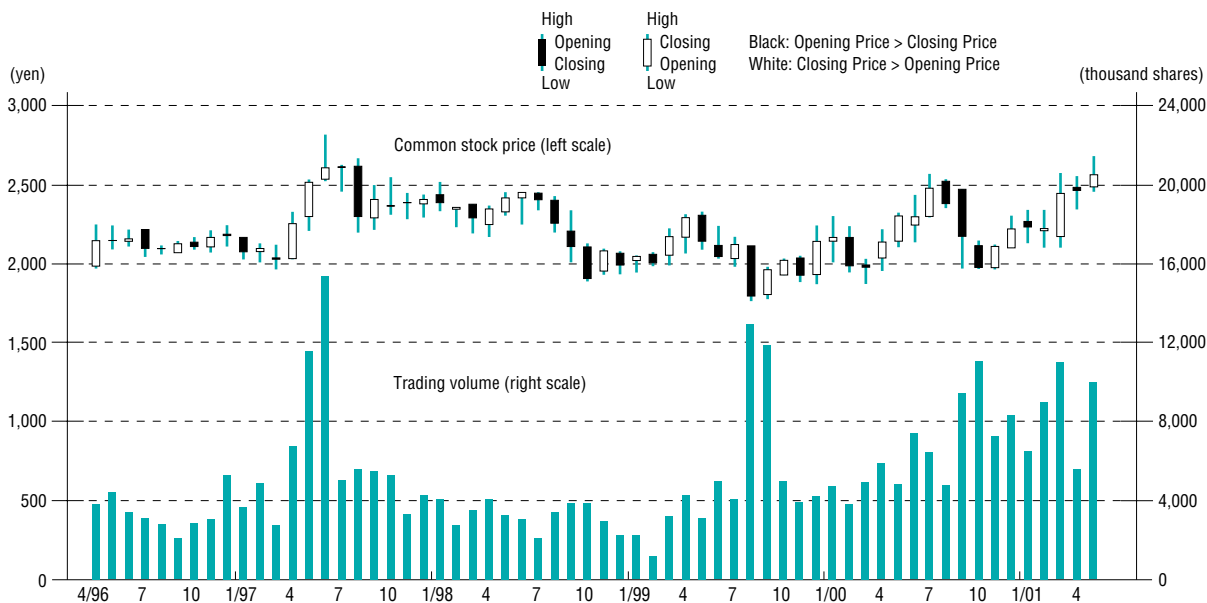 High
Opening
Closing
Low
High
Closing
Opening
Low
Black: Opening Price > Closing Price
White: Closing Price > Opening Price
(yen)
(thousand shares)
3,000
2,500
2,000
1,500
1,000
500
0
24,000
20,000
16,000
12,000
8,000
4,000
0
Common stock price (left scale)
Trading volume (right scale)
4/96 7 10 1/97 4 7 10 1/98 4 7 10 1/99 4 7 10 1/00 4 7 10 1/01 4